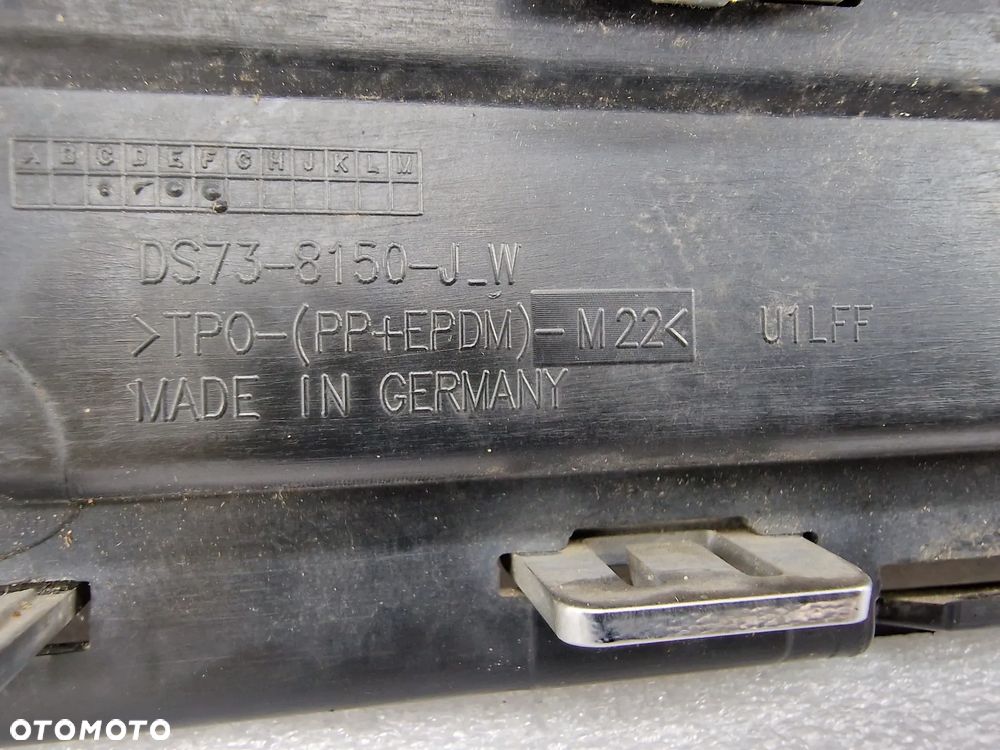 A B C D E F G H J K L M
DS73-8150-J_W
>TPO-(PP+EPDM)-M22< U1LFF
MADE IN GERMANY
OTOMOTO